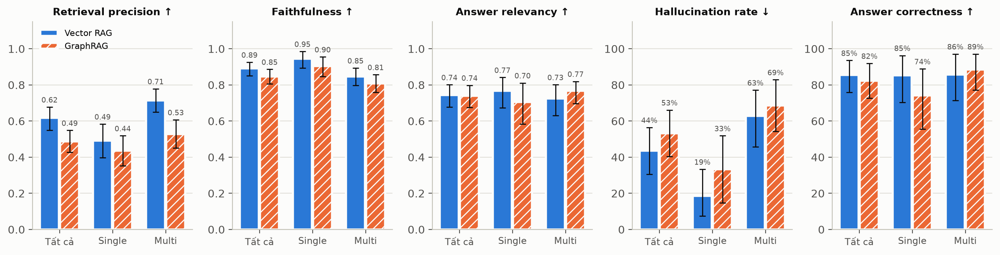 Retrieval precision ↑
Vector RAG
GraphRAG
1.0
0.8
0.6
0.4
0.2
0.0
0.62
0.49
0.49
0.44
0.71
0.53
Tất cả
Single
Multi
Faithfulness ↑
1.0
0.8
0.6
0.4
0.2
0.0
0.89
0.85
0.95
0.90
0.85
0.81
Tất cả
Single
Multi
Answer relevancy ↑
1.0
0.8
0.6
0.4
0.2
0.0
0.74
0.74
0.77
0.70
0.73
0.77
Tất cả
Single
Multi
Hallucination rate ↓
100
80
60
40
20
0
44%
53%
19%
33%
63%
69%
Tất cả
Single
Multi
Answer correctness ↑
100
80
60
40
20
0
85%
82%
85%
74%
86%
89%
Tất cả
Single
Multi